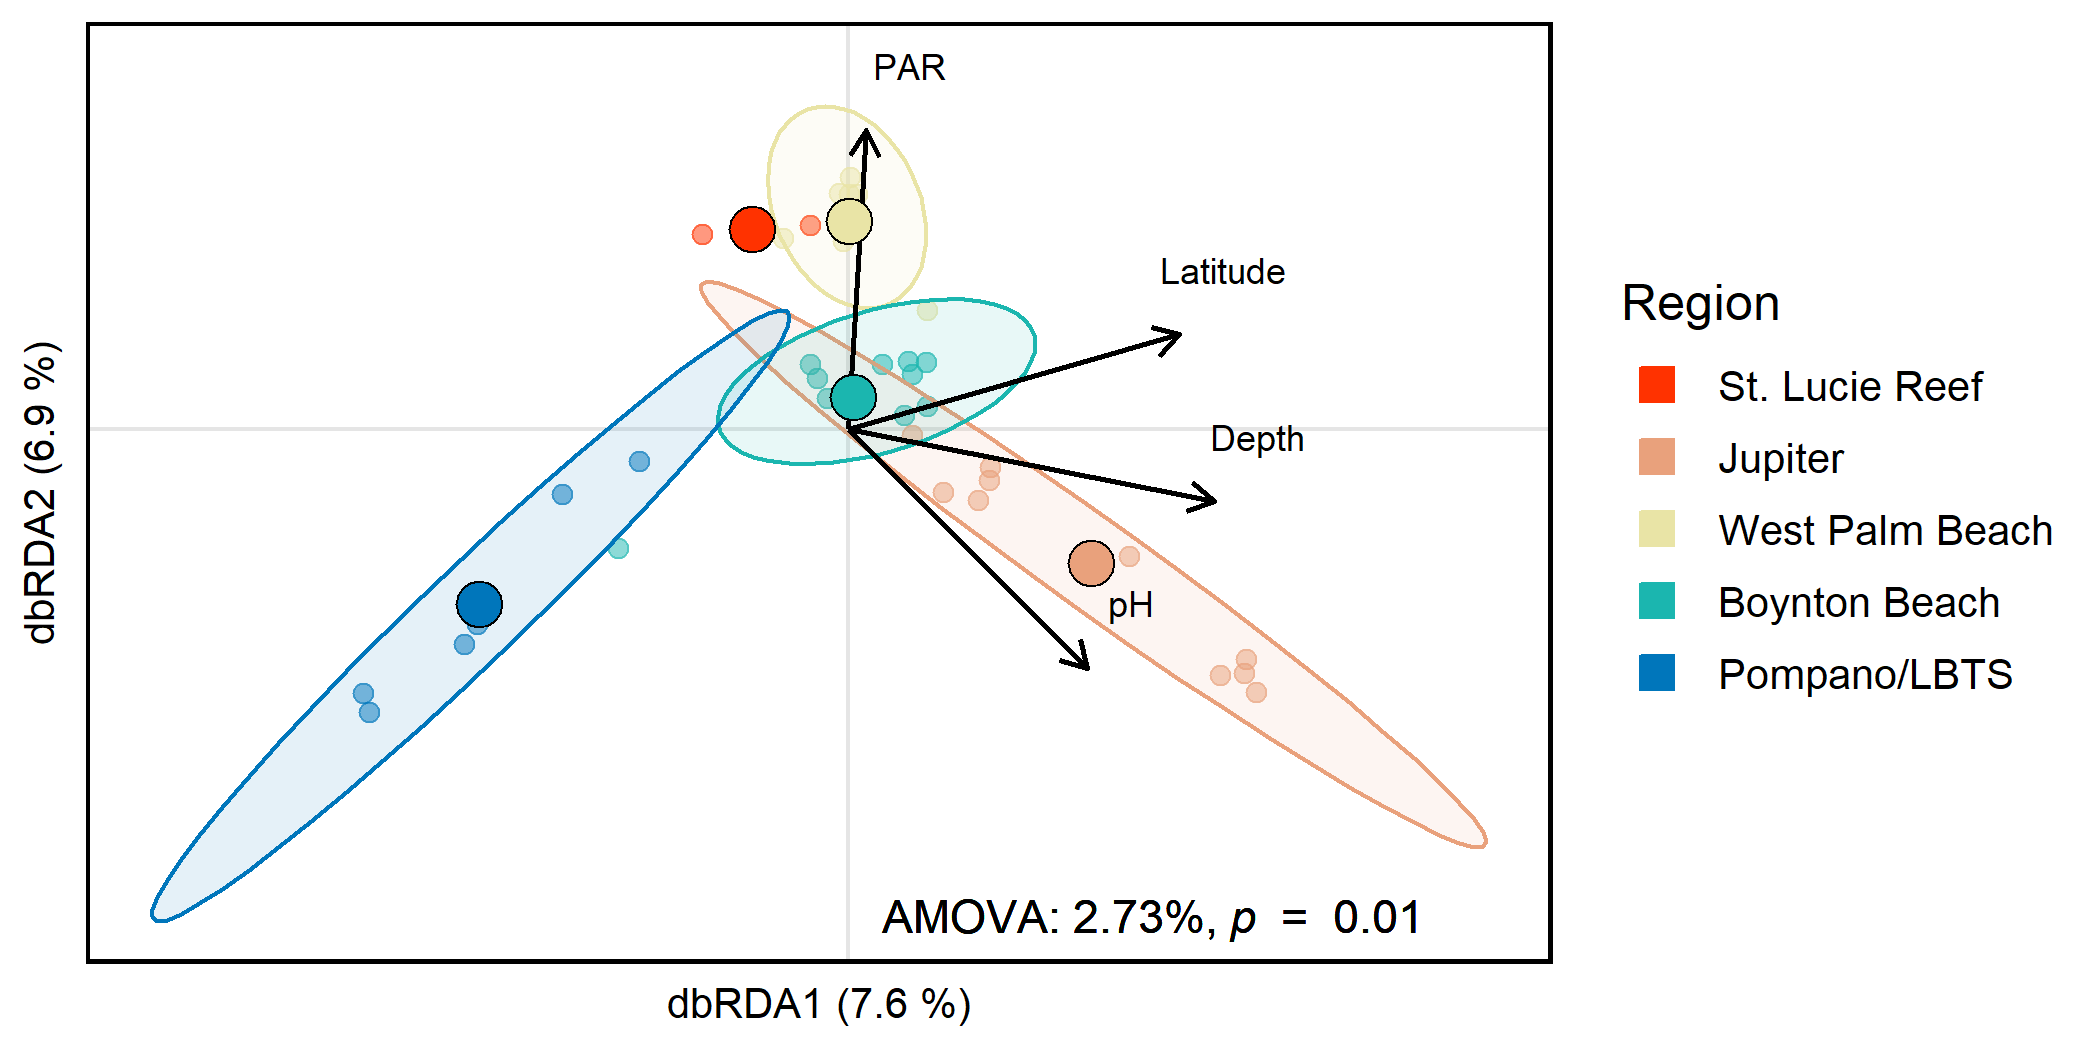 PAR
Latitude
Depth
pH
AMOVA: 2.73%, p = 0.01
dbRDA2 (6.9 %)
dbRDA1 (7.6 %)
Region
St. Lucie Reef
Jupiter
West Palm Beach
Boynton Beach
Pompano/LBTS